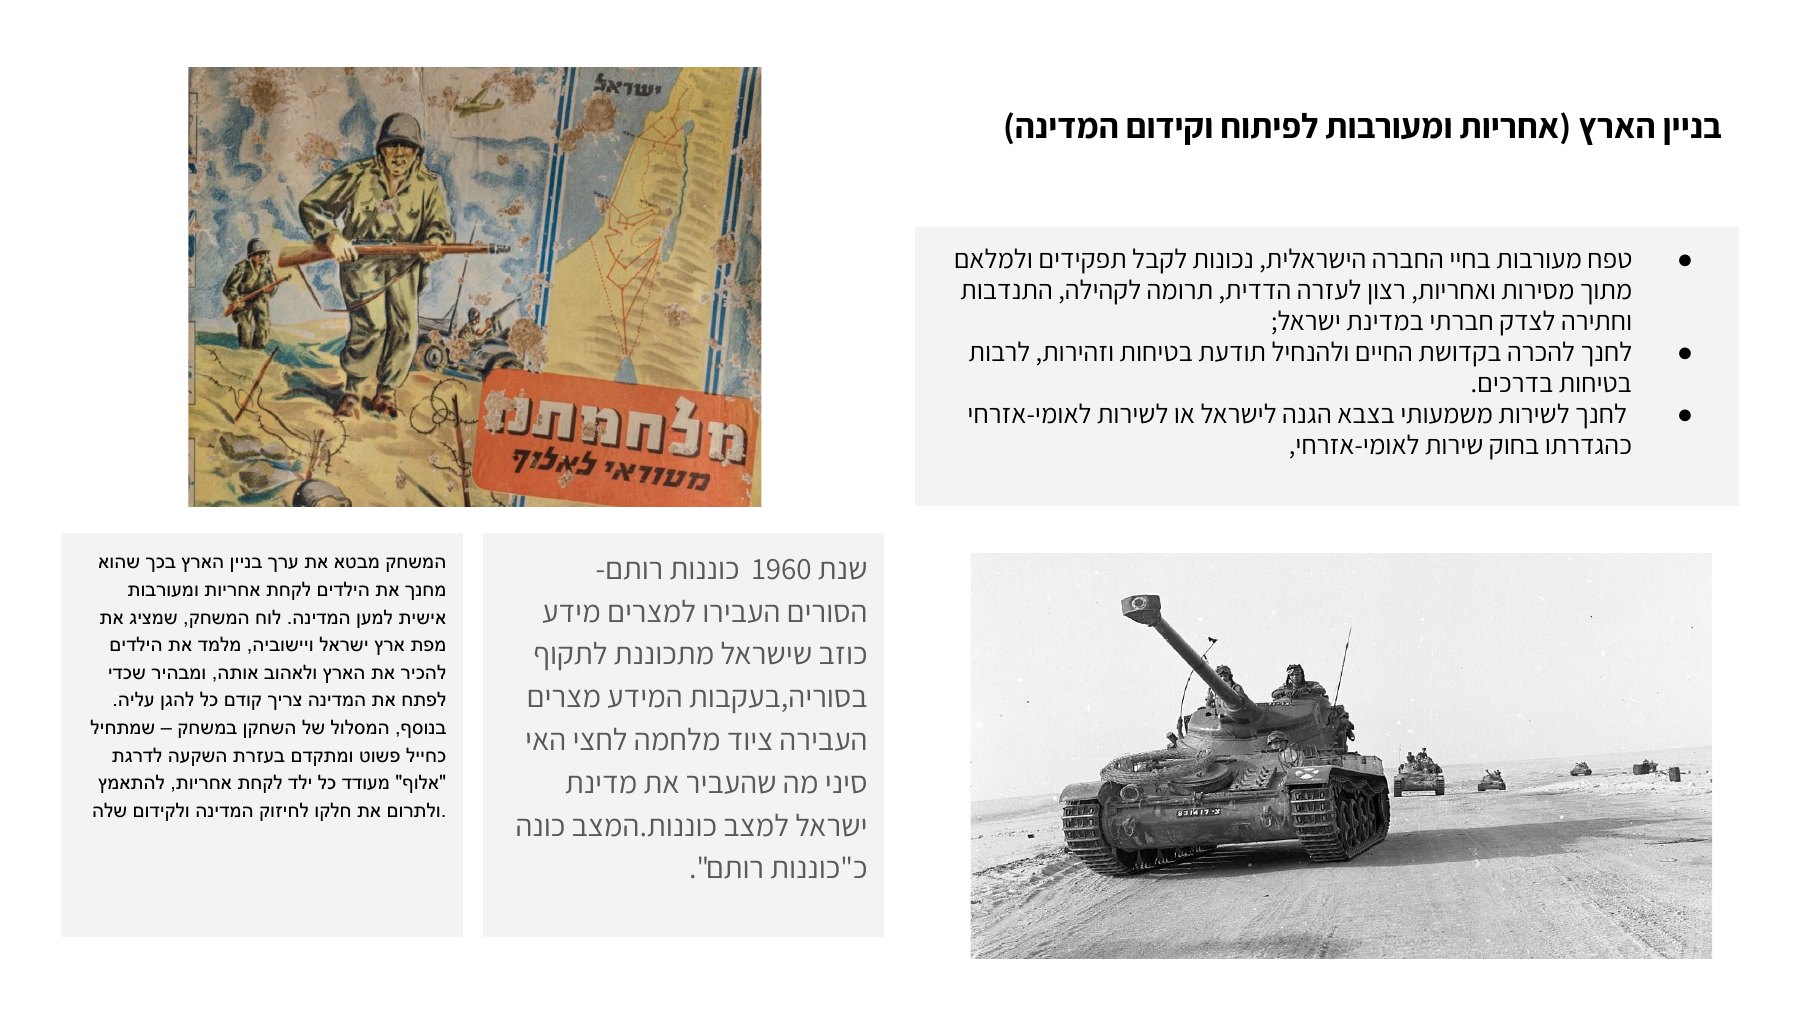 בניין הארץ (אחריות ומעורבות לפיתוח וקידום המדינה)
● טפח מעורבות בחיי החברה הישראלית, נכונות לקבל תפקידים ולמלאם
מתוך מסירות ואחריות, רצון לעזרה הדדית, תרומה לקהילה, התנדבות
וחתירה לצדק חברתי במדינת ישראל;
● לחנך להכרה בקדושת החיים ולהנחיל תודעת בטיחות וזהירות, לרבות
בטיחות בדרכים.
● לחנך לשירות משמעותי בצבא הגנה לישראל או לשירות לאומי-אזרחי
כהגדרתו בחוק שירות לאומי-אזרחי,
ישראל
מלחמתנו
מטוראי לאלוף
שנת 1960 כוננות רותם-
הסורים העבירו למצרים מידע
כוזב שישראל מתכוננת לתקוף
בסוריה,בעקבות המידע מצרים
העבירה ציוד מלחמה לחצי האי
סיני מה שהעביר את מדינת
ישראל למצב כוננות.המצב כונה
כ"כוננות רותם".
המשחק מבטא את ערך בניין הארץ בכך שהוא
מחנך את הילדים לקחת אחריות ומעורבות
אישית למען המדינה. לוח המשחק, שמציג את
מפת ארץ ישראל ויישוביה, מלמד את הילדים
להכיר את הארץ ולאהוב אותה, ומבהיר שכדי
לפתח את המדינה צריך קודם כל להגן עליה.
בנוסף, המסלול של השחקן במשחק – שמתחיל
כחייל פשוט ומתקדם בעזרת השקעה לדרגת
"אלוף" מעודד כל ילד לקחת אחריות, להתאמץ
.ולתרום את חלקו לחיזוק המדינה ולקידום שלה